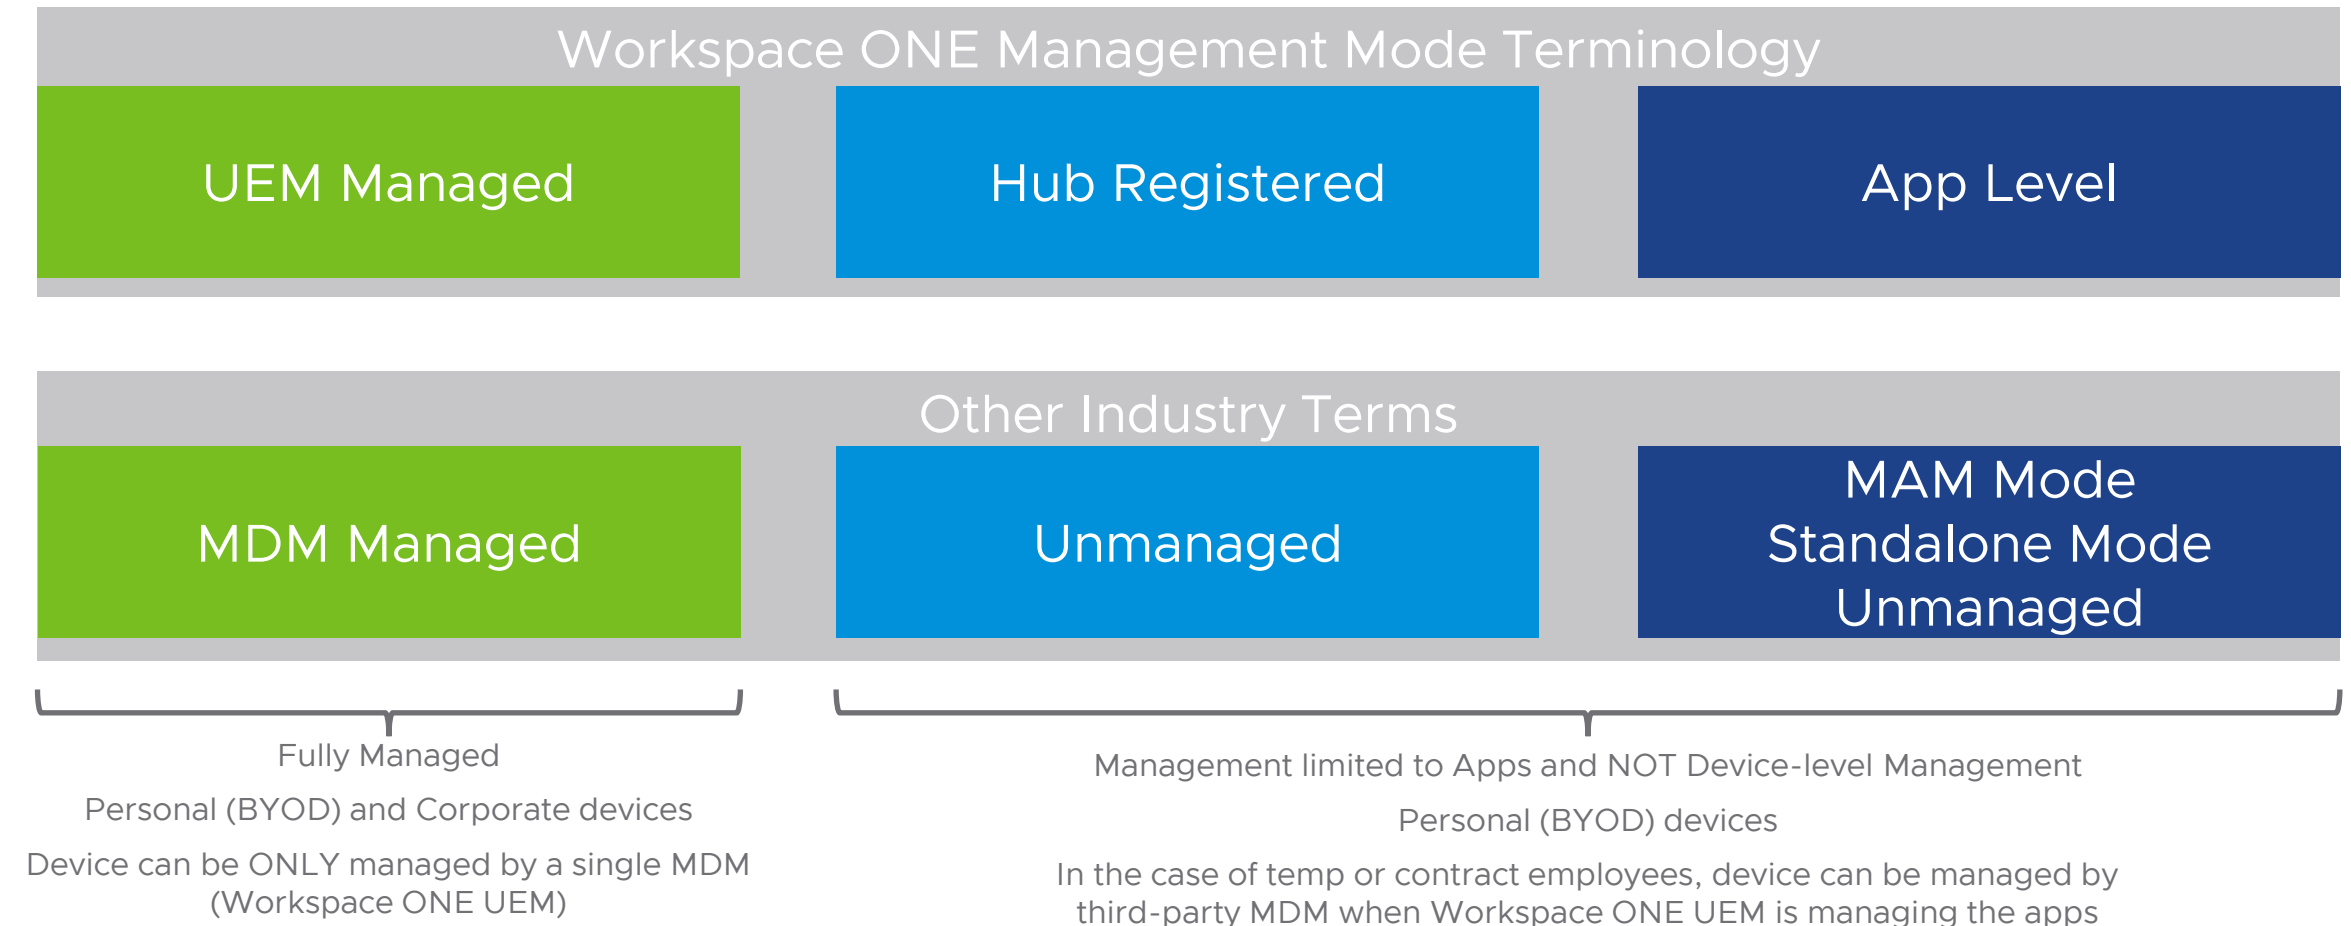 Workspace ONE Management Mode Terminology
UEM Managed
Hub Registered
App Level
Other Industry Terms
MDM Managed
Unmanaged
MAM Mode
Standalone Mode
Unmanaged
Fully Managed
Personal (BYOD) and Corporate devices
Device can be ONLY managed by a single MDM
(Workspace ONE UEM)
Management limited to Apps and NOT Device-level Management
Personal (BYOD) devices
In the case of temp or contract employees, device can be managed by
third-party MDM when Workspace ONE UEM is managing the apps